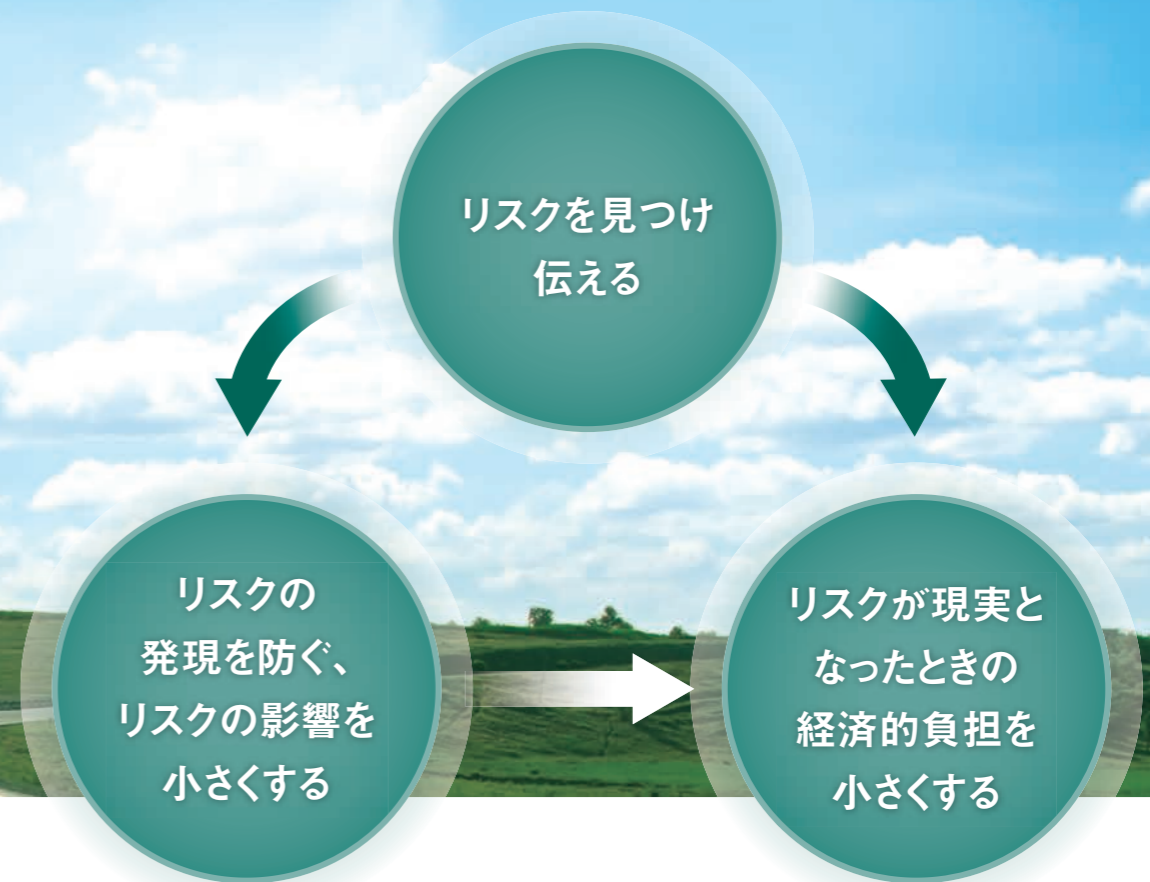 リスクを見つけ
伝える
リスクの
発現を防ぐ、
リスクの影響を
小さくする
リスクが現実と
なったときの
経済的負担を
小さくする